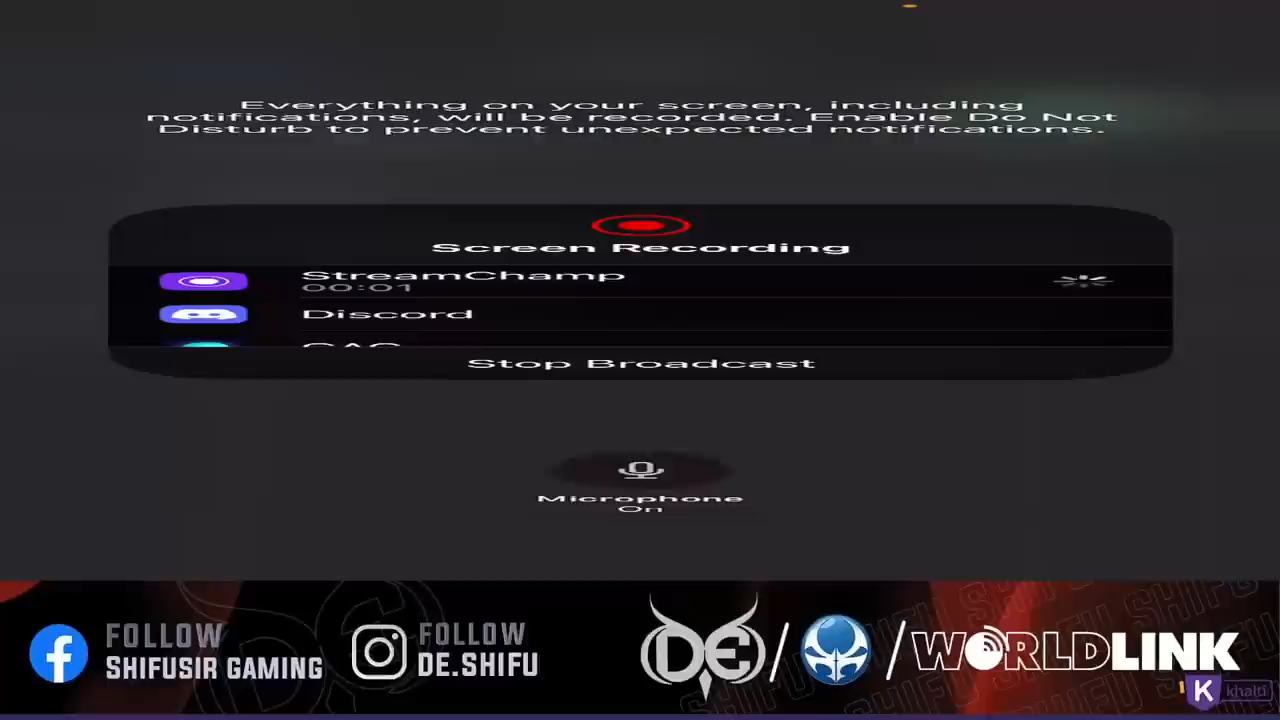 Everything on your screen, including
notifications, will be recorded. Enable Do Not
Disturb to prevent unexpected notifications.
Screen Recording
StreamChamp
00:01
Discord
Stop Broadcast
Microphone
On
FOLLOW
SHIFUSIR GAMING
FOLLOW
DE.SHIFU
DE
WORLDLINK
K khalti